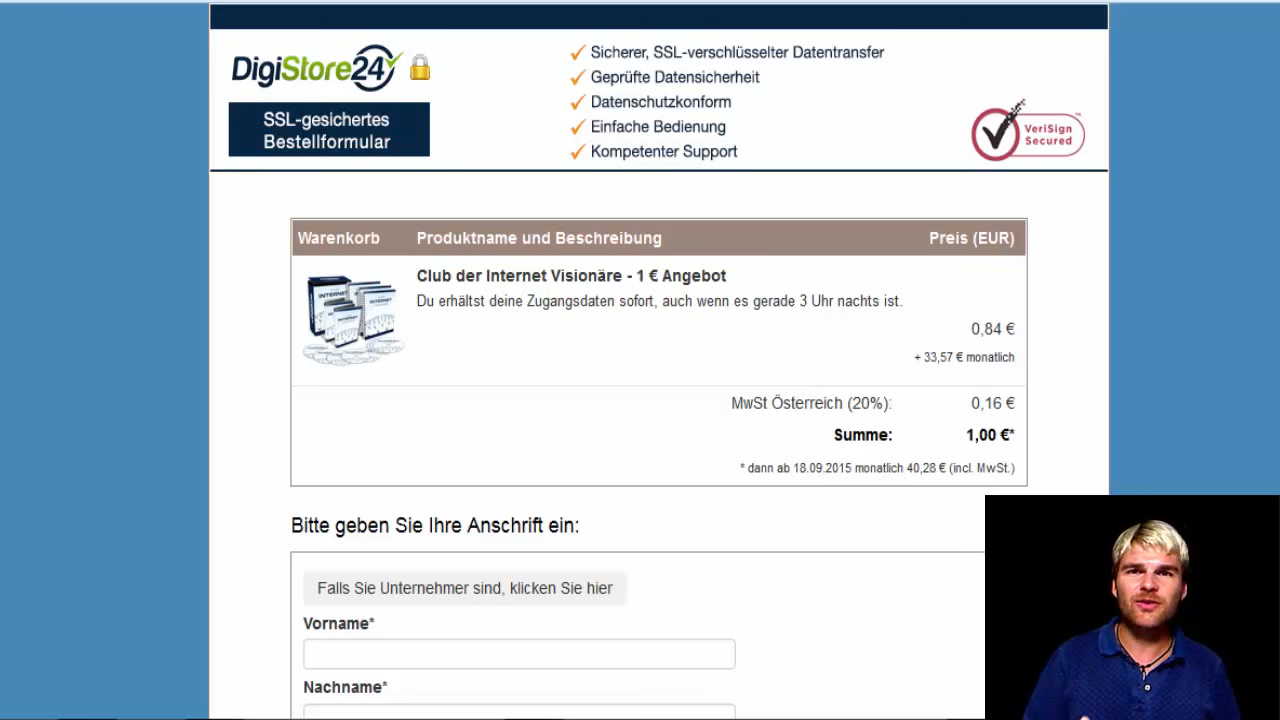 DigiStore24
SSL-gesichertes
Bestellformular
Sicherer, SSL-verschlüsselter Datentransfer
Geprüfte Datensicherheit
Datenschutzkonform
Einfache Bedienung
Kompetenter Support
VeriSign
Secured
Warenkorb Produktname und Beschreibung Preis (EUR)
INTERNET
Club der Internet Visionäre - 1 € Angebot
Du erhältst deine Zugangsdaten sofort, auch wenn es gerade 3 Uhr nachts ist.
0,84 €
+ 33,57 € monatlich
MwSt Österreich (20%): 0,16 €
Summe: 1,00 €*
* dann ab 18.09.2015 monatlich 40,28 € (incl. MwSt.)
Bitte geben Sie Ihre Anschrift ein:
Falls Sie Unternehmer sind, klicken Sie hier
Vorname*
Nachname*